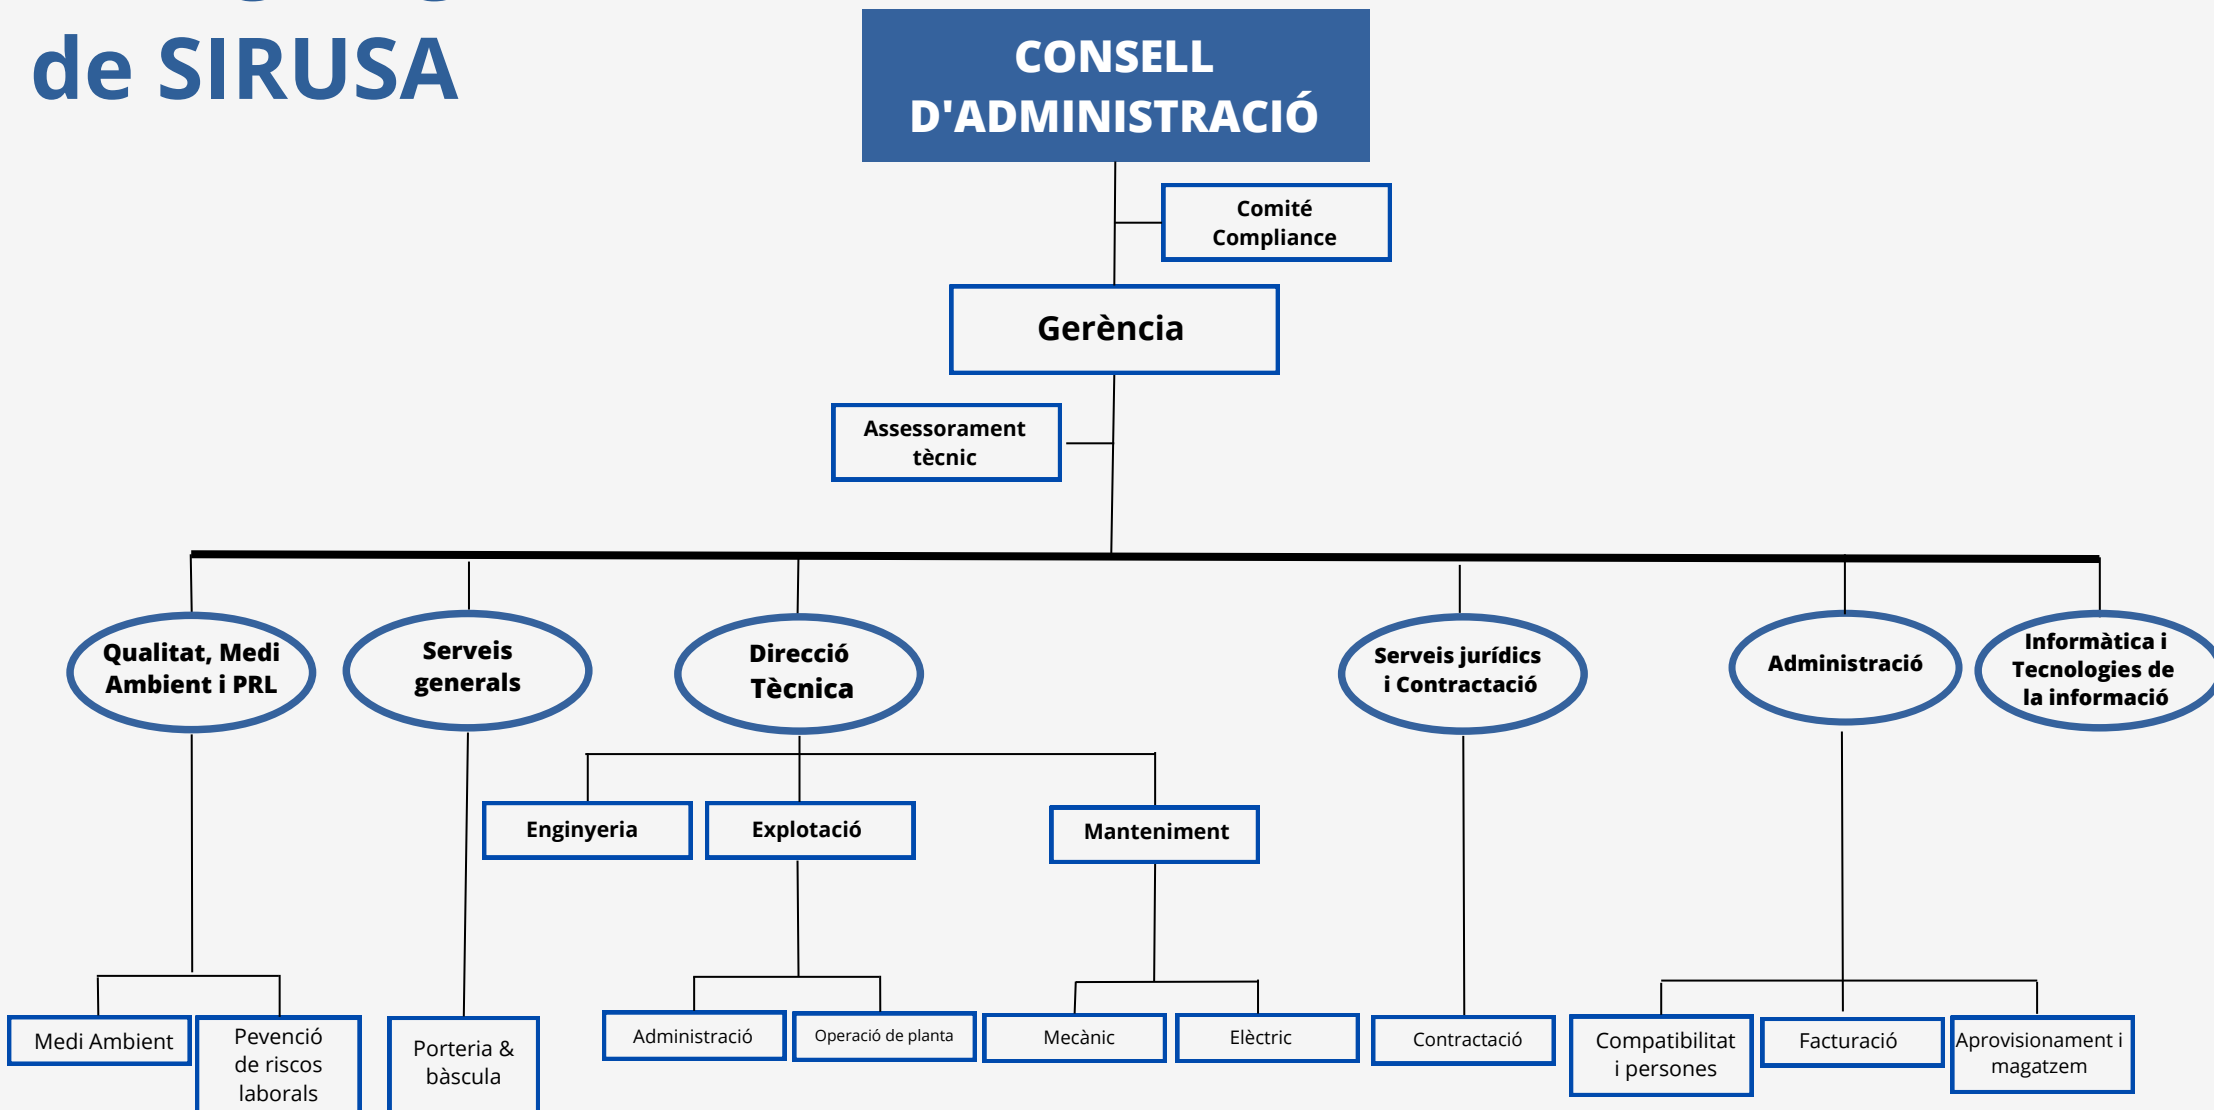 de SIRUSA
CONSELL
D'ADMINISTRACIÓ
Comité
Compliance
Gerència
Assessorament
tècnic
Qualitat, Medi
Ambient i PRL
Serveis
generals
Direcció
Tècnica
Serveis jurídics
i Contractació
Administració
Informàtica i
Tecnologies de
la informació
Enginyeria
Explotació
Manteniment
Medi Ambient
Pevenció
de riscos
laborals
Porteria &
bàscula
Administració
Operació de planta
Mecànic
Elèctric
Contractació
Compatibilitat
i persones
Facturació
Aprovisionament i
magatzem